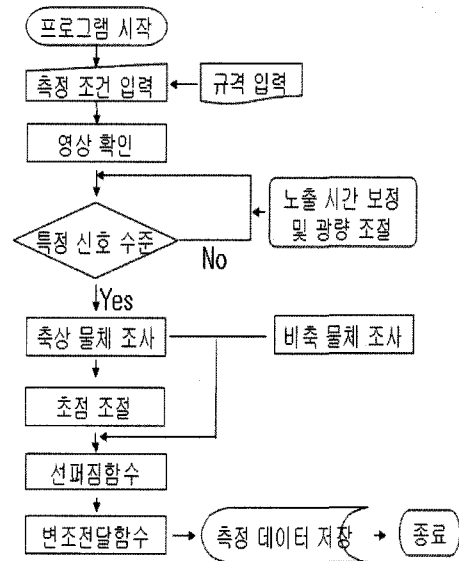 프로그램 시작
측정 조건 입력
규격 입력
영상 확인
노출 시간 보정
및 광량 조절
특정 신호 수준
No
Yes
축상 물체 조사
비축 물체 조사
초점 조절
선퍼짐함수
변조전달함수
측정 데이터 저장
종료